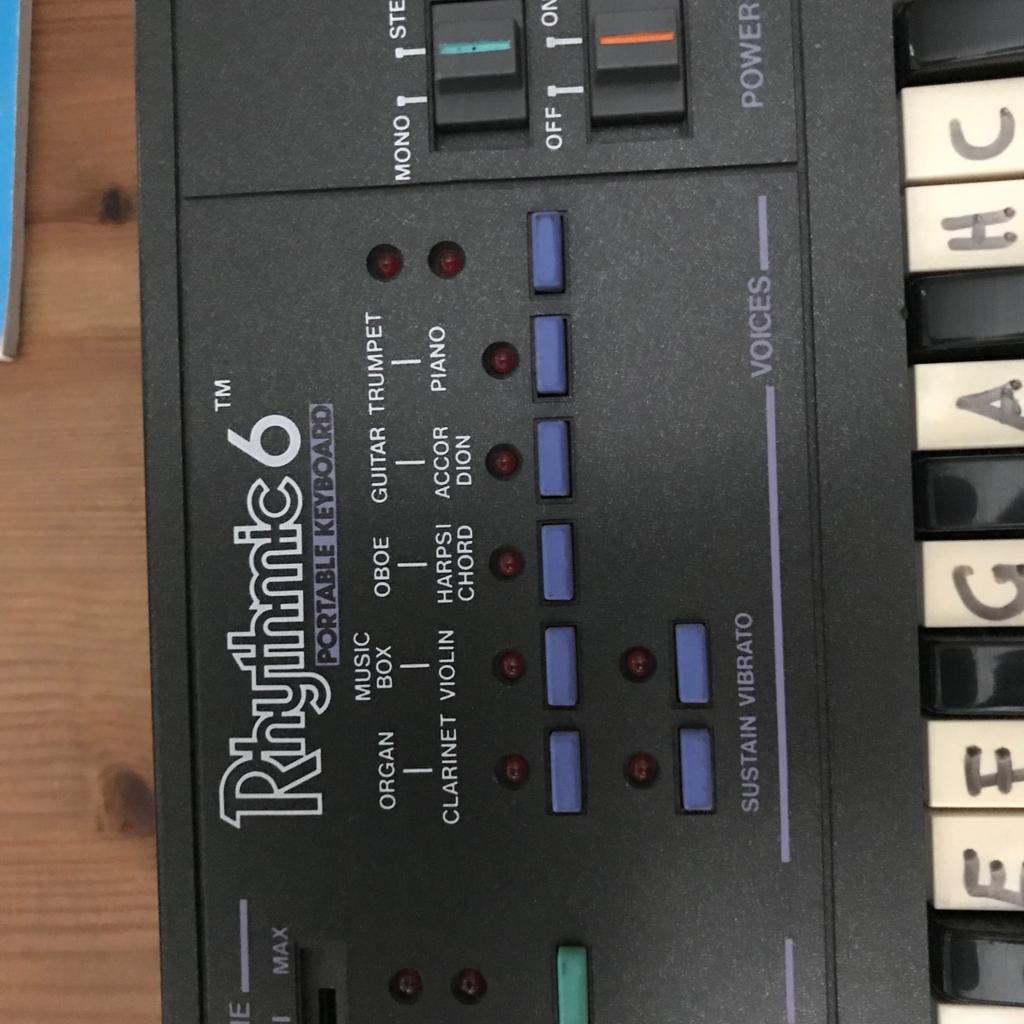 MAX
Rhythmic 6 TM
PORTABLE KEYBOARD
MUSIC
ORGAN BOX OBOE GUITAR TRUMPET
CLARINET VIOLIN HARPSI ACCOR PIANO
CHORD DION
SUSTAIN VIBRATO
VOICES
MONO STE
OFF ON
POWER
E F G A H C